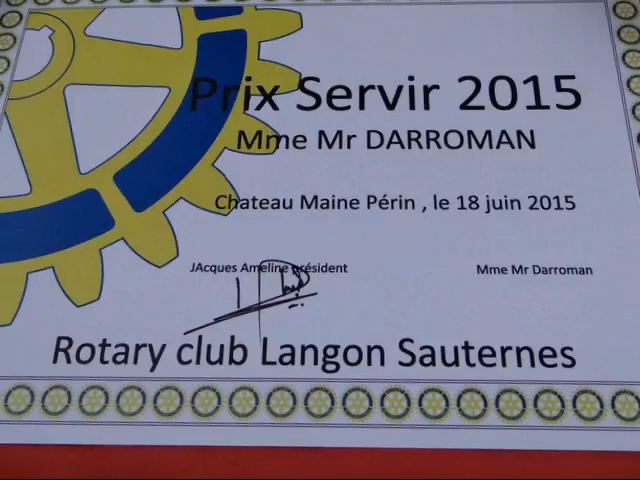 Prix Servir 2015
Mme Mr DARROMAN
Chateau Maine Périn , le 18 juin 2015
JAcques Ameline président
Mme Mr Darroman
Rotary club Langon Sauternes